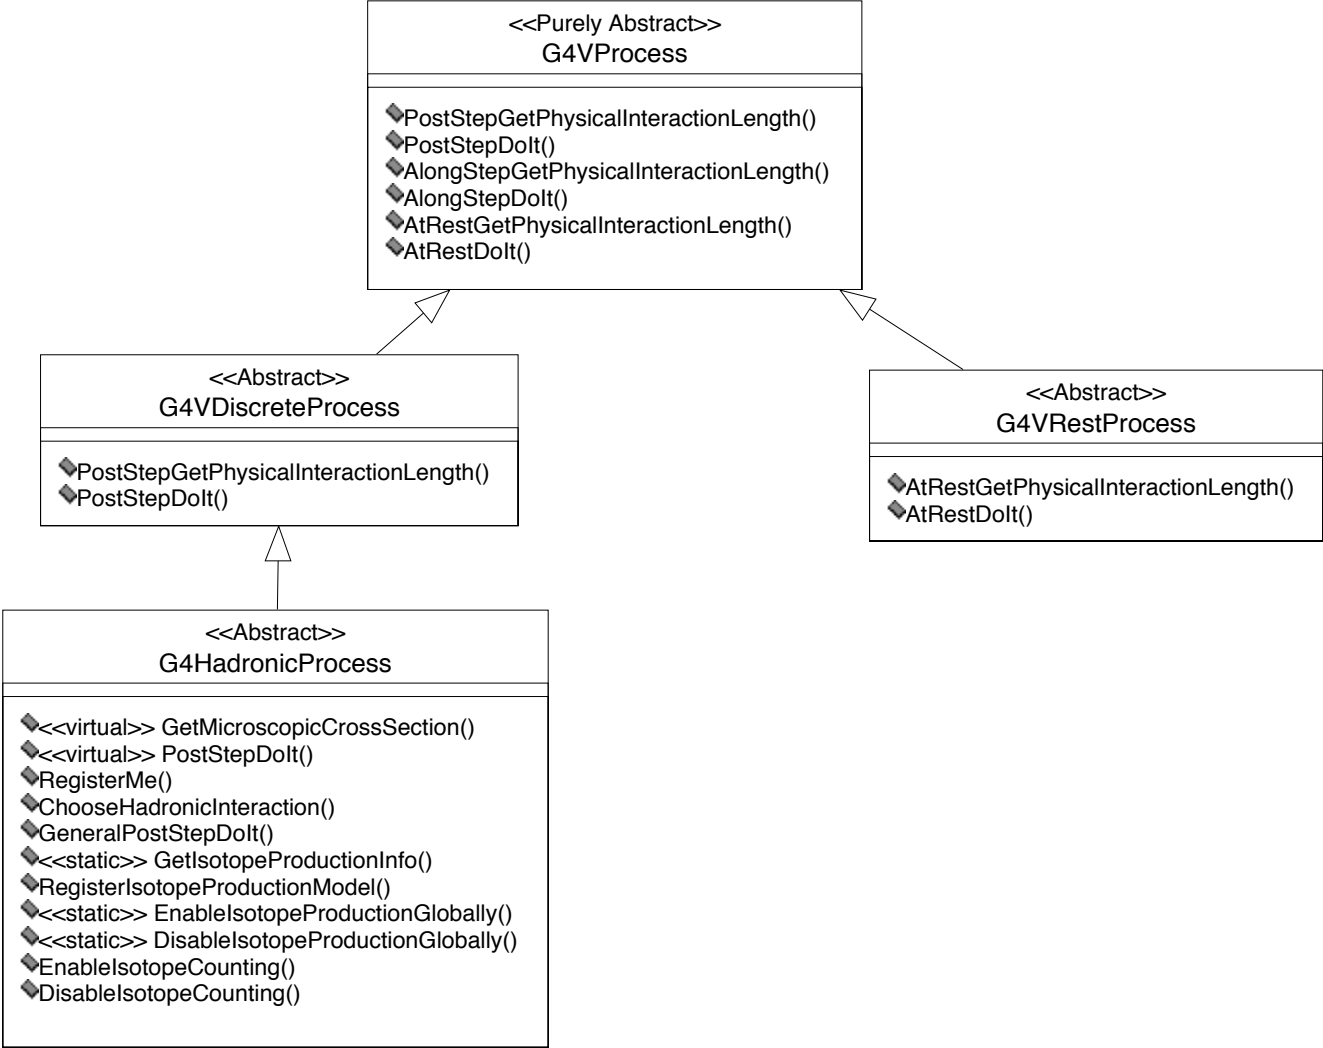 <<Purely Abstract>>
G4VProcess
PostStepGetPhysicalInteractionLength()
PostStepDoIt()
AlongStepGetPhysicalInteractionLength()
AlongStepDoIt()
AtRestGetPhysicalInteractionLength()
AtRestDoIt()
<<Abstract>>
G4VDiscreteProcess
PostStepGetPhysicalInteractionLength()
PostStepDoIt()
<<Abstract>>
G4VRestProcess
AtRestGetPhysicalInteractionLength()
AtRestDoIt()
<<Abstract>>
G4HadronicProcess
<<virtual>> GetMicroscopicCrossSection()
<<virtual>> PostStepDoIt()
RegisterMe()
ChooseHadronicInteraction()
GeneralPostStepDoIt()
<<static>> GetIsotopeProductionInfo()
RegisterIsotopeProductionModel()
<<static>> EnableIsotopeProductionGlobally()
<<static>> DisableIsotopeProductionGlobally()
EnableIsotopeCounting()
DisableIsotopeCounting()